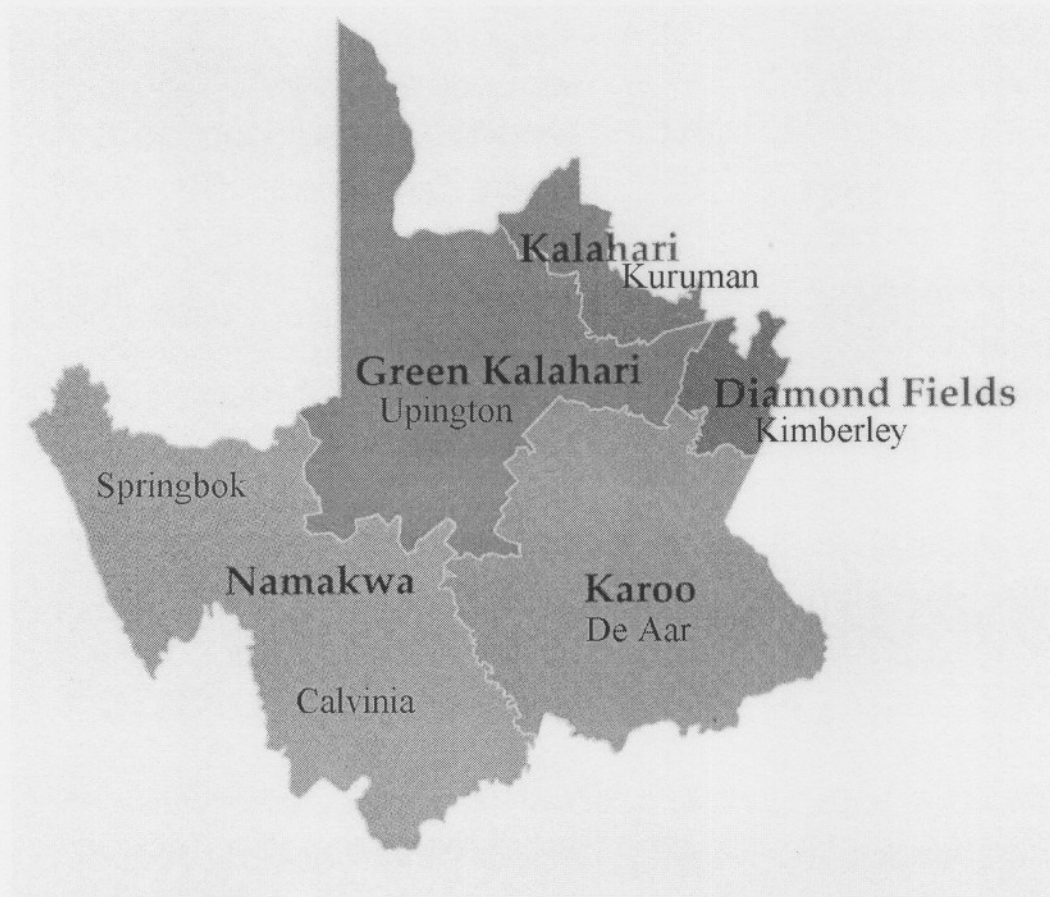 Kalahari
Kuruman
Green Kalahari
Upington
Diamond Fields
Kimberley
Springbok
Namakwa
Karoo
De Aar
Calvinia